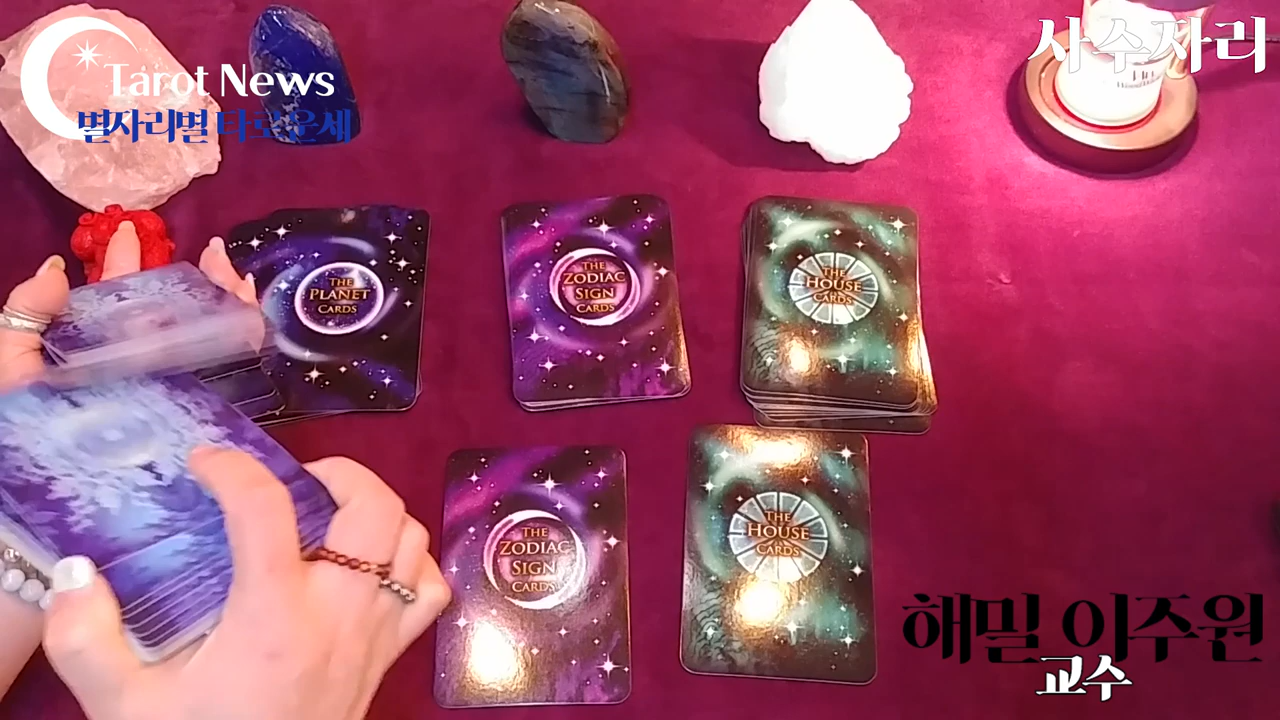 Tarot News
별자리별 타로 운세
사수자리
THE
PLANET
CARDS
THE
ZODIAC
SIGN
CARDS
THE
HOUSE
CARDS
THE
ZODIAC
SIGN
CARDS
THE
HOUSE
CARDS
해밀 이주원
교수